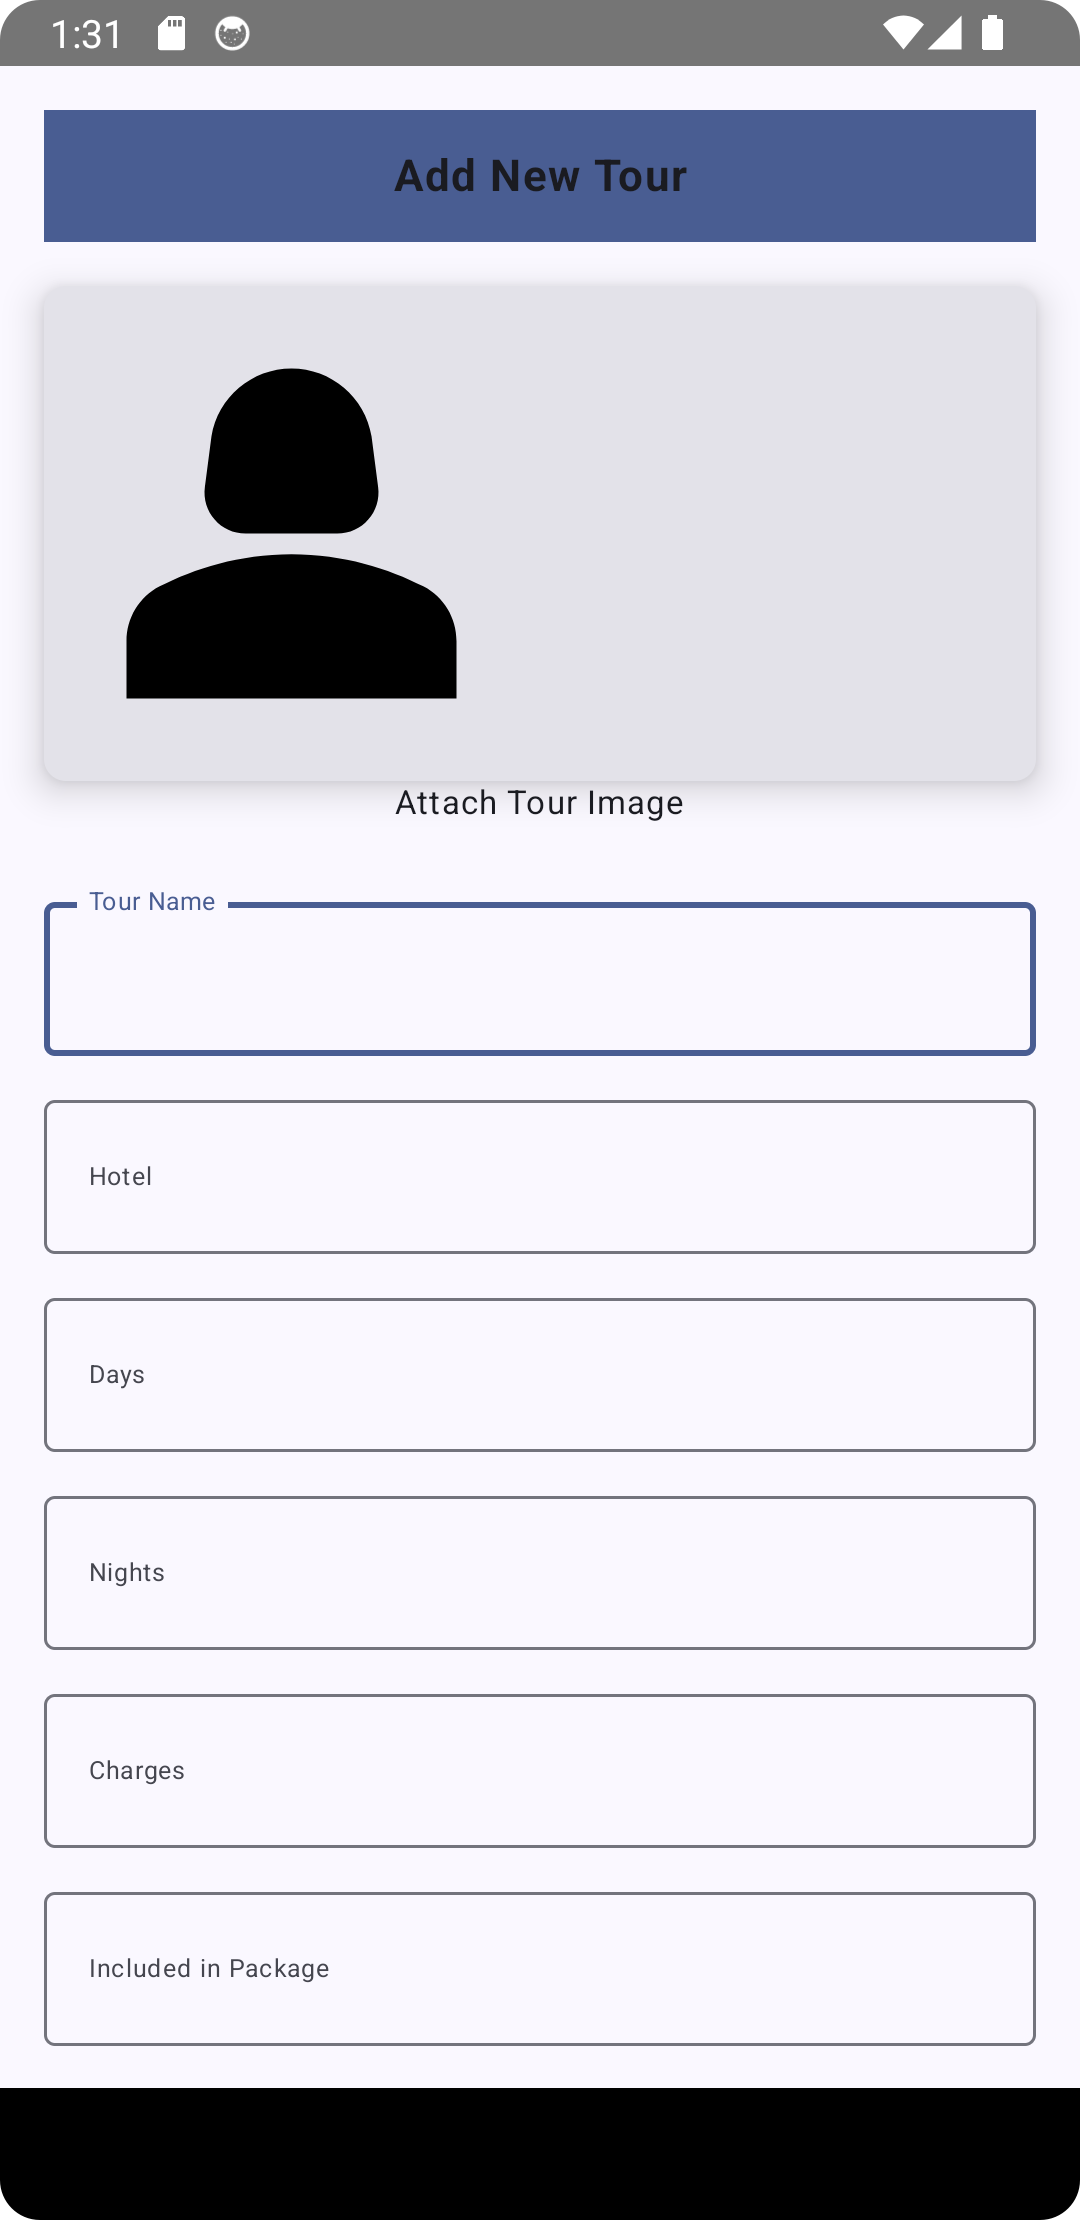 1:31
Add New Tour
Attach Tour Image
Tour Name
Hotel
Days
Nights
Charges
Included in Package